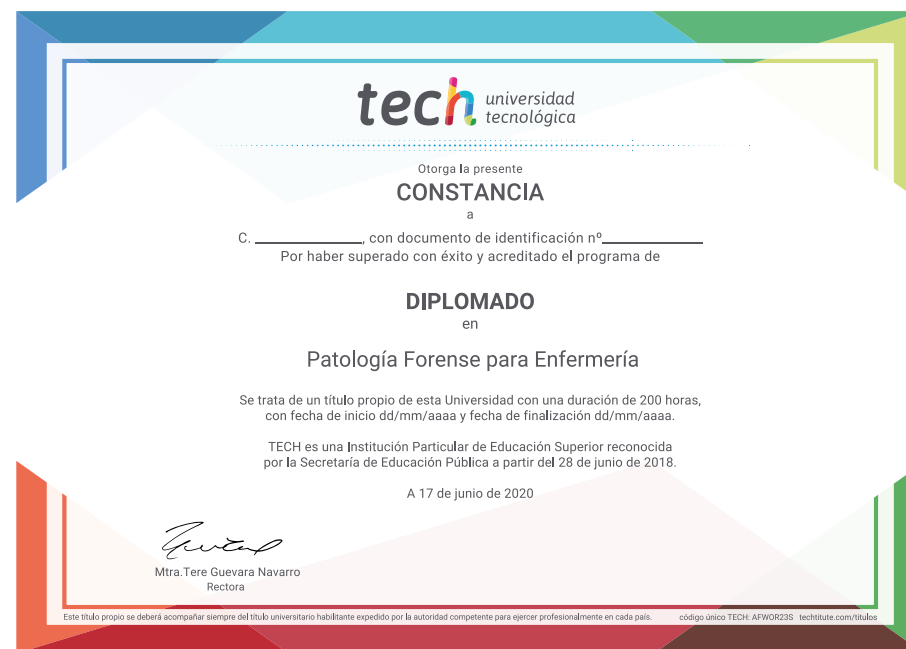 tech universidad
tecnológica
Otorga la presente
CONSTANCIA
a
C. ____________, con documento de identificación nº____________
Por haber superado con éxito y acreditado el programa de
DIPLOMADO
en
Patología Forense para Enfermería
Se trata de un título propio de esta Universidad con una duración de 200 horas,
con fecha de inicio dd/mm/aaaa y fecha de finalización dd/mm/aaaa.
TECH es una Institución Particular de Educación Superior reconocida
por la Secretaría de Educación Pública a partir del 28 de junio de 2018.
A 17 de junio de 2020
Mtra.Tere Guevara Navarro
Rectora
Este título propio se deberá acompañar siempre del título universitario habilitante expedido por la autoridad competente para ejercer profesionalmente en cada país. código único TECH: AFWOR23S techtitute.com/titulos